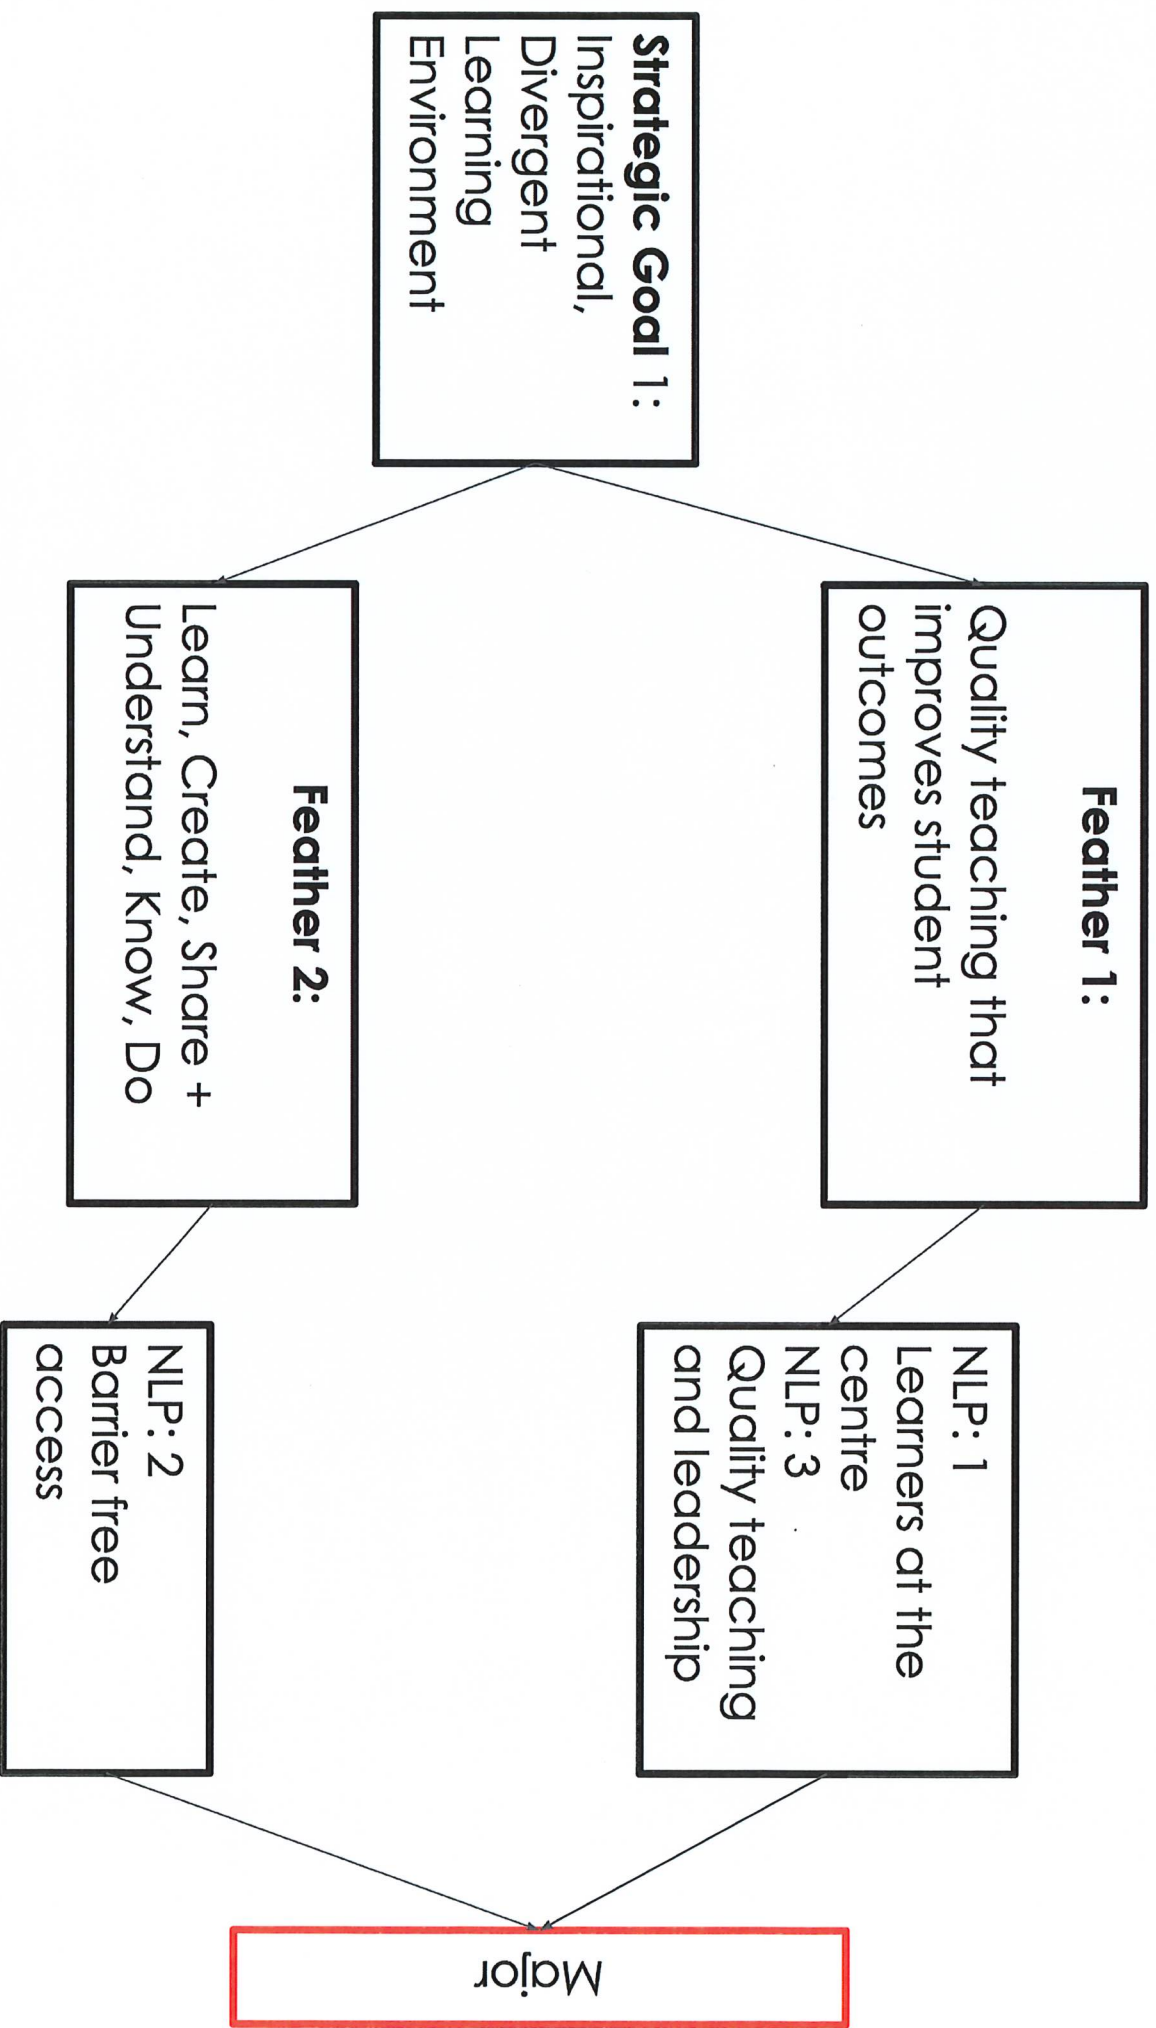 Strategic Goal 1:
Inspirational,
Divergent
Learning
Environment
Feather 1:
Quality teaching that
improves student
outcomes
Feather 2:
Learn, Create, Share +
Understand, Know, Do
NLP: 1
Learners at the
centre
NLP: 3
Quality teaching
and leadership
NLP: 2
Barrier free
access
Major